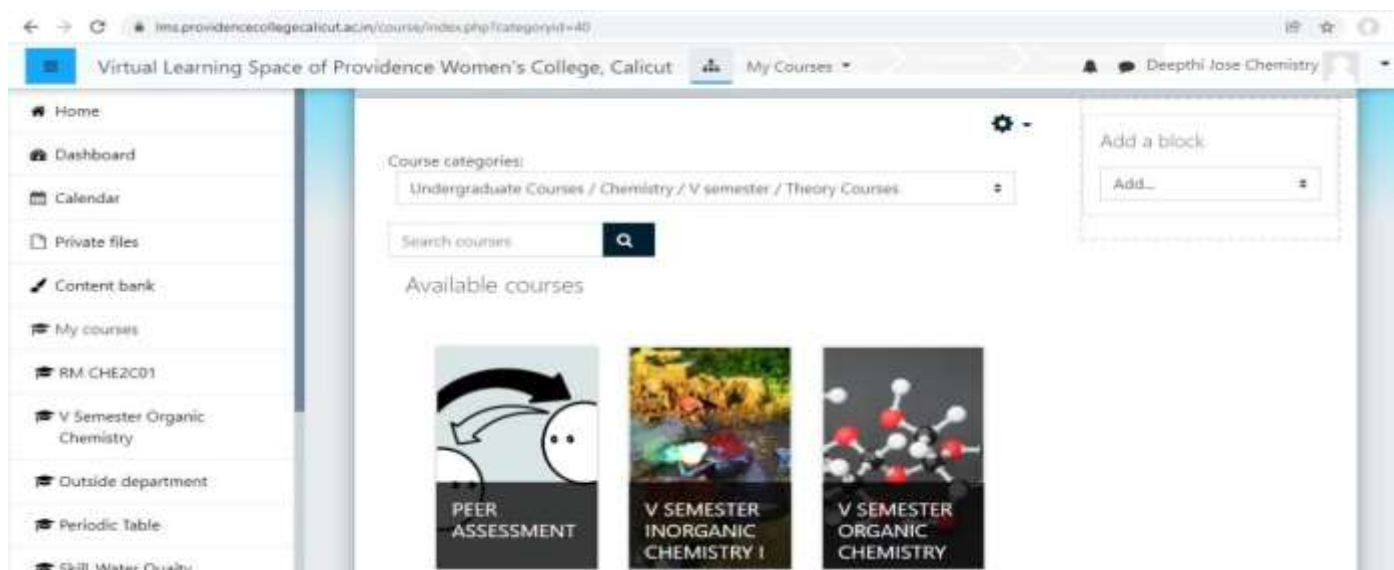 lms.providencecollegecalicut.ac.in/course/index.php?categoryid=40
Virtual Learning Space of Providence Women's College, Calicut
My Courses
Deepthi Jose Chemistry
Home
Dashboard
Calendar
Private files
Content bank
My courses
RM CHE2C01
V Semester Organic
Chemistry
Outside department
Periodic Table
Skill-Water Quaity
Course categories:
Undergraduate Courses / Chemistry / V semester / Theory Courses
Search courses
Available courses
PEER
ASSESSMENT
V SEMESTER
INORGANIC
CHEMISTRY I
V SEMESTER
ORGANIC
CHEMISTRY
Add a block
Add...